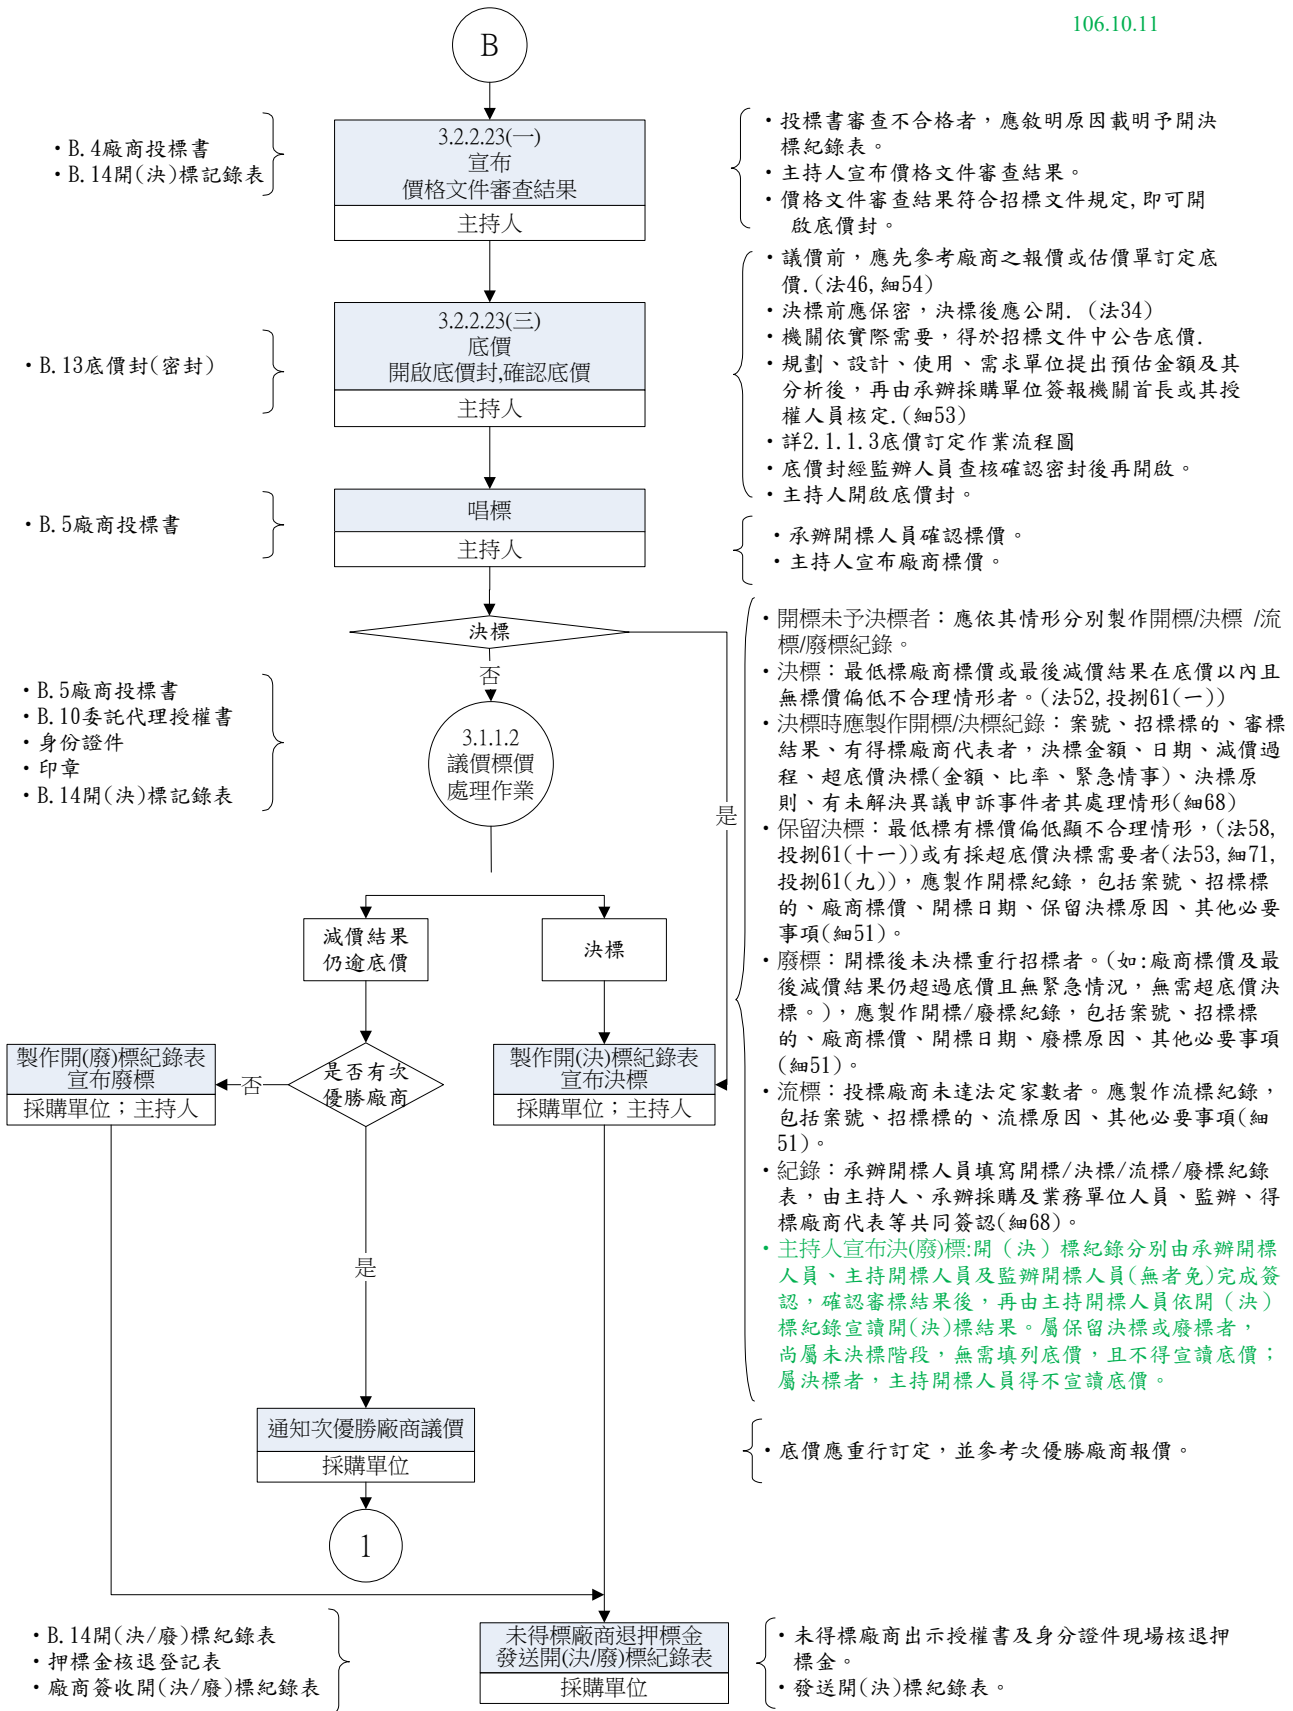 106.10.11
B
・B.4廠商投標書
・B.14開(決)標記錄表
3.2.2.23(一)
宣布
價格文件審查結果
主持人
・投標書審查不合格者，應敘明原因載明予開決
標紀錄表。
・主持人宣布價格文件審查結果。
・價格文件審查結果符合招標文件規定,即可開
啟底價封。
・B.13底價封(密封)
3.2.2.23(三)
底價
開啟底價封,確認底價
主持人
・議價前，應先參考廠商之報價或估價單訂定底
價.(法46,細54)
・決標前應保密，決標後應公開. (法34)
・機關依實際需要，得於招標文件中公告底價.
・規劃、設計、使用、需求單位提出預估金額及其
分析後，再由承辦採購單位簽報機關首長或其授
權人員核定.(細53)
・詳2.1.1.3底價訂定作業流程圖
・底價封經監辦人員查核確認密封後再開啟。
・主持人開啟底價封。
・B.5廠商投標書
唱標
主持人
・承辦開標人員確認標價。
・主持人宣布廠商標價。
決標
否
是
・B.5廠商投標書
・B.10委託代理授權書
・身份證件
・印章
・B.14開(決)標記錄表
3.1.1.2
議價標價
處理作業
・開標未予決標者：應依其情形分別製作開標/決標 /流
標/廢標紀錄。
・決標：最低標廠商標價或最後減價結果在底價以內且
無標價偏低不合理情形者。(法52,投捌61(一))
・決標時應製作開標/決標紀錄：案號、招標標的、審標
結果、有得標廠商代表者，決標金額、日期、減價過
程、超底價決標(金額、比率、緊急情事)、決標原
則、有未解決異議申訴事件者其處理情形(細68)
・保留決標：最低標有標價偏低顯不合理情形，(法58,
投捌61(十一))或有採超底價決標需要者(法53,細71,
投捌61(九))，應製作開標紀錄，包括案號、招標標
的、廠商標價、開標日期、保留決標原因、其他必要
事項(細51)。
・廢標：開標後未決標重行招標者。(如:廠商標價及最
後減價結果仍超過底價且無緊急情況，無需超底價決
標。)，應製作開標/廢標紀錄，包括案號、招標標
的、廠商標價、開標日期、廢標原因、其他必要事項
(細51)。
・流標：投標廠商未達法定家數者。應製作流標紀錄，
包括案號、招標標的、流標原因、其他必要事項(細
51)。
・紀錄：承辦開標人員填寫開標/決標/流標/廢標紀錄
表，由主持人、承辦採購及業務單位人員、監辦、得
標廠商代表等共同簽認(細68)。
・主持人宣布決(廢)標:開（決）標紀錄分別由承辦開標
人員、主持開標人員及監辦開標人員(無者免)完成簽
認，確認審標結果後，再由主持開標人員依開（決）
標紀錄宣讀開(決)標結果。屬保留決標或廢標者，
尚屬未決標階段，無需填列底價，且不得宣讀底價；
屬決標者，主持開標人員得不宣讀底價。
減價結果
仍逾底價
決標
製作開(廢)標紀錄表
宣布廢標
採購單位；主持人
否
是否有次
優勝廠商
製作開(決)標紀錄表
宣布決標
採購單位；主持人
是
通知次優勝廠商議價
採購單位
・底價應重行訂定，並參考次優勝廠商報價。
1
・B.14開(決/廢)標紀錄表
・押標金核退登記表
・廠商簽收開(決/廢)標紀錄表
未得標廠商退押標金
發送開(決/廢)標紀錄表
採購單位
・未得標廠商出示授權書及身分證件現場核退押
標金。
・發送開(決)標紀錄表。